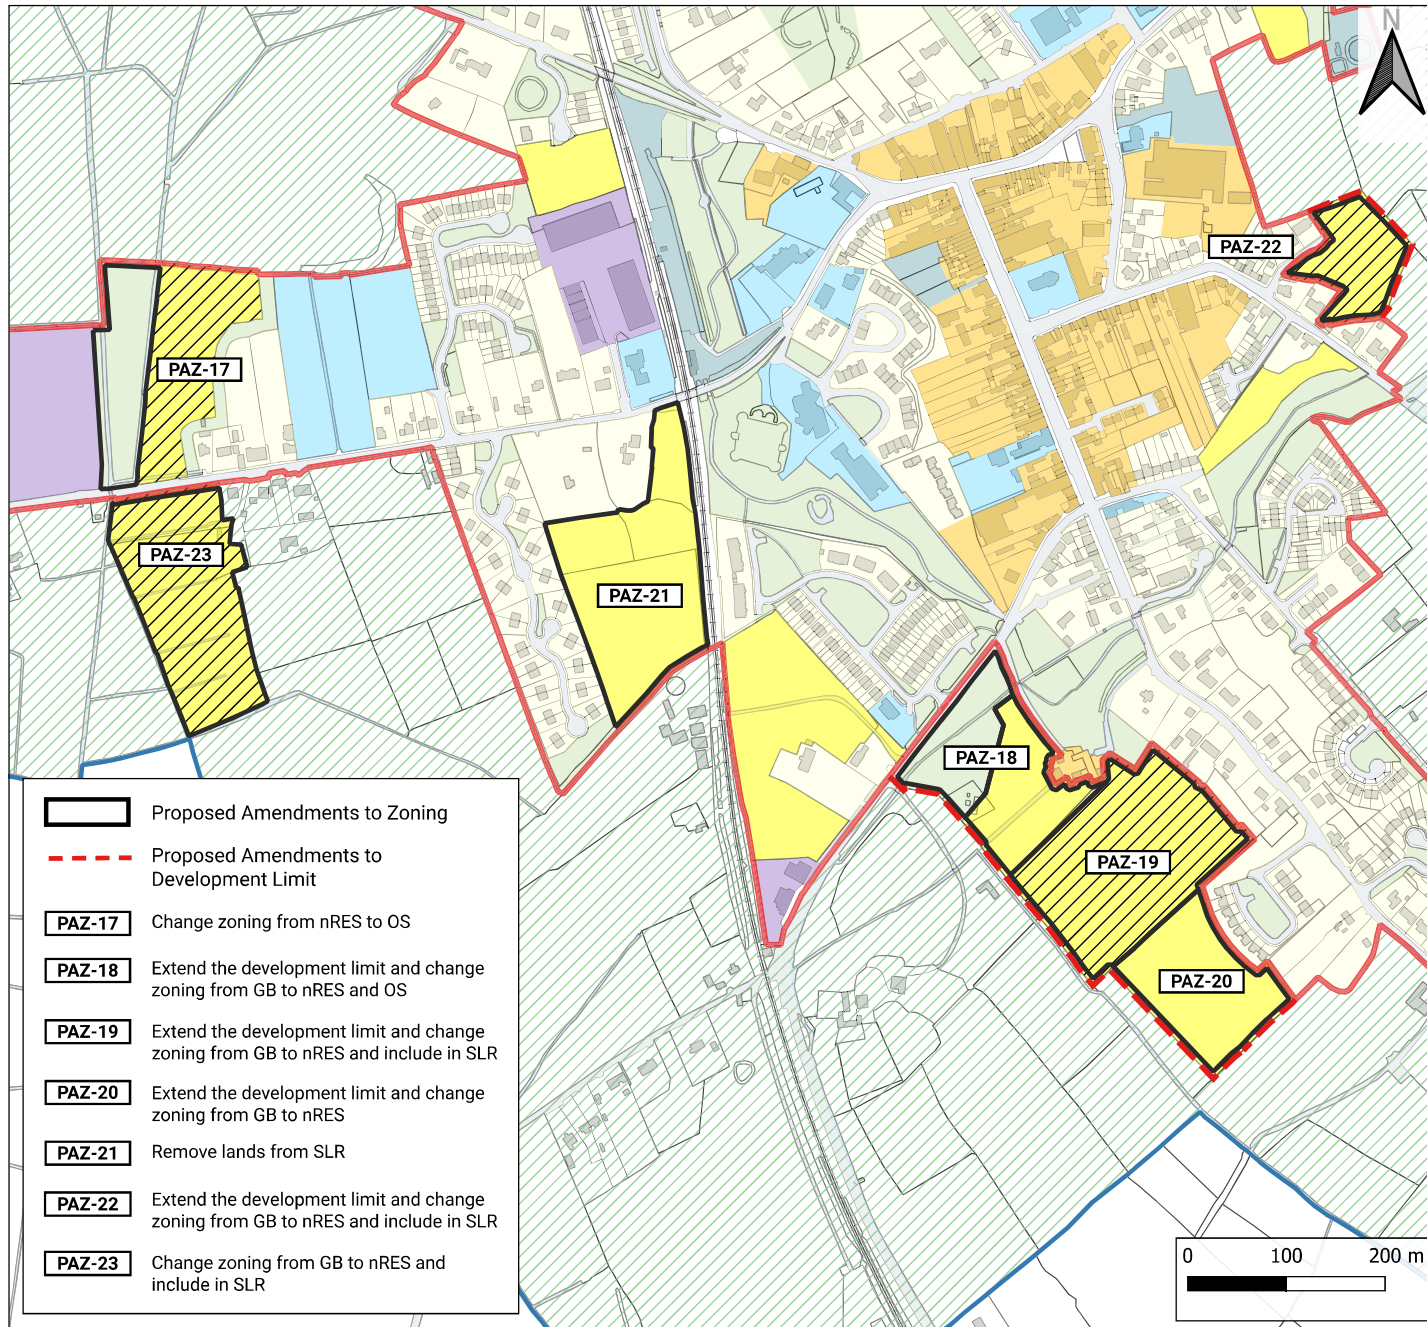 N
PAZ-22
PAZ-17
PAZ-23
PAZ-21
PAZ-18
PAZ-19
PAZ-20
Proposed Amendments to Zoning
Proposed Amendments to
Development Limit
PAZ-17 Change zoning from nRES to OS
PAZ-18 Extend the development limit and change
zoning from GB to nRES and OS
PAZ-19 Extend the development limit and change
zoning from GB to nRES and include in SLR
PAZ-20 Extend the development limit and change
zoning from GB to nRES
PAZ-21 Remove lands from SLR
PAZ-22 Extend the development limit and change
zoning from GB to nRES and include in SLR
PAZ-23 Change zoning from GB to nRES and
include in SLR
0 100 200 m